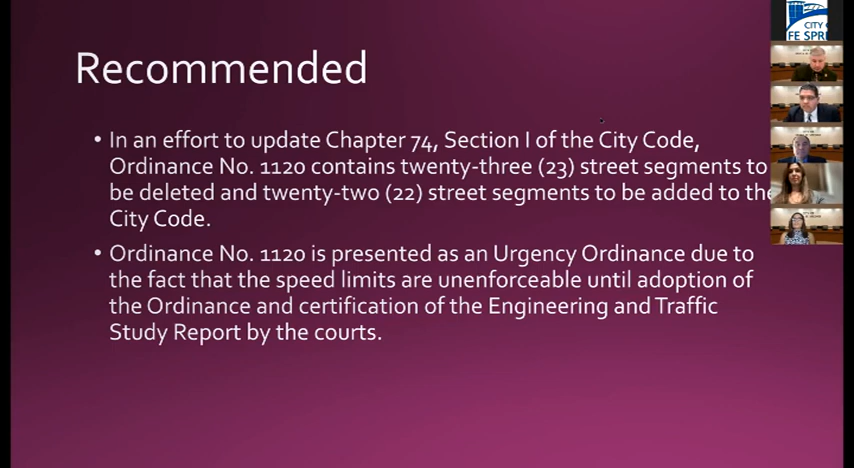 CITY O
FE SPRI
Recommended
• In an effort to update Chapter 74, Section I of the City Code,
Ordinance No. 1120 contains twenty-three (23) street segments to
be deleted and twenty-two (22) street segments to be added to the
City Code.
• Ordinance No. 1120 is presented as an Urgency Ordinance due to
the fact that the speed limits are unenforceable until adoption of
the Ordinance and certification of the Engineering and Traffic
Study Report by the courts.